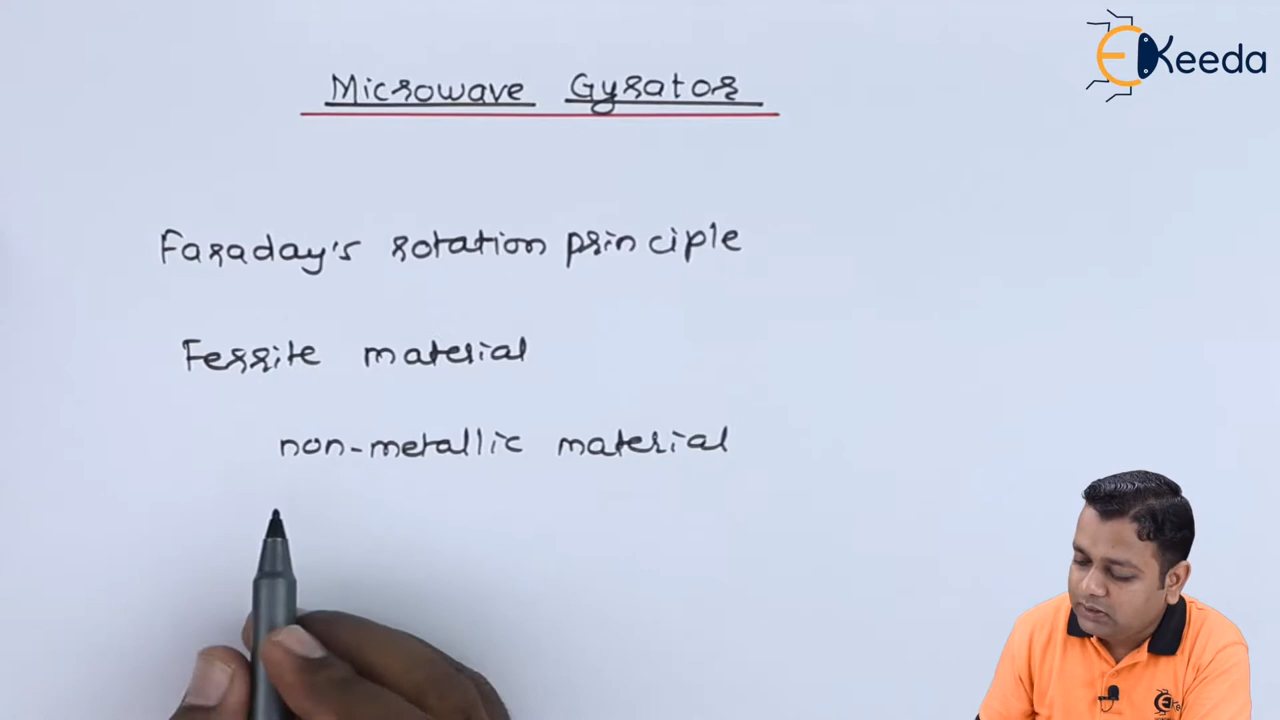 Microwave Gyrator
EKeeda
Faraday's rotation principle
Ferrite material
non-metallic material